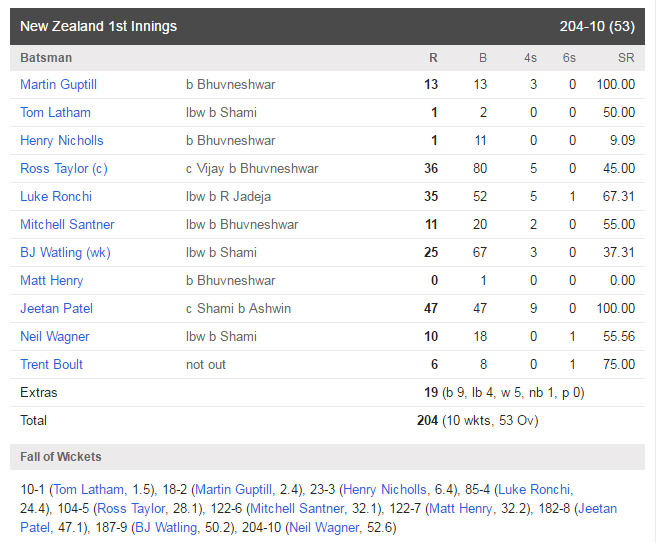 New Zealand 1st Innings 204-10 (53)
Batsman R B 4s 6s SR
Martin Guptill b Bhuvneshwar 13 13 3 0 100.00
Tom Latham lbw b Shami 1 2 0 0 50.00
Henry Nicholls b Bhuvneshwar 1 11 0 0 9.09
Ross Taylor (c) c Vijay b Bhuvneshwar 36 80 5 0 45.00
Luke Ronchi lbw b R Jadeja 35 52 5 1 67.31
Mitchell Santner lbw b Bhuvneshwar 11 20 2 0 55.00
BJ Watling (wk) lbw b Shami 25 67 3 0 37.31
Matt Henry b Bhuvneshwar 0 1 0 0 0.00
Jeetan Patel c Shami b Ashwin 47 47 9 0 100.00
Neil Wagner lbw b Shami 10 18 0 1 55.56
Trent Boult not out 6 8 0 1 75.00
Extras 19 (b 9, lb 4, w 5, nb 1, p 0)
Total 204 (10 wkts, 53 Ov)
Fall of Wickets
10-1 (Tom Latham, 1.5), 18-2 (Martin Guptill, 2.4), 23-3 (Henry Nicholls, 6.4), 85-4 (Luke Ronchi,
24.4), 104-5 (Ross Taylor, 28.1), 122-6 (Mitchell Santner, 32.1), 122-7 (Matt Henry, 32.2), 182-8 (Jeetan
Patel, 47.1), 187-9 (BJ Watling, 50.2), 204-10 (Neil Wagner, 52.6)